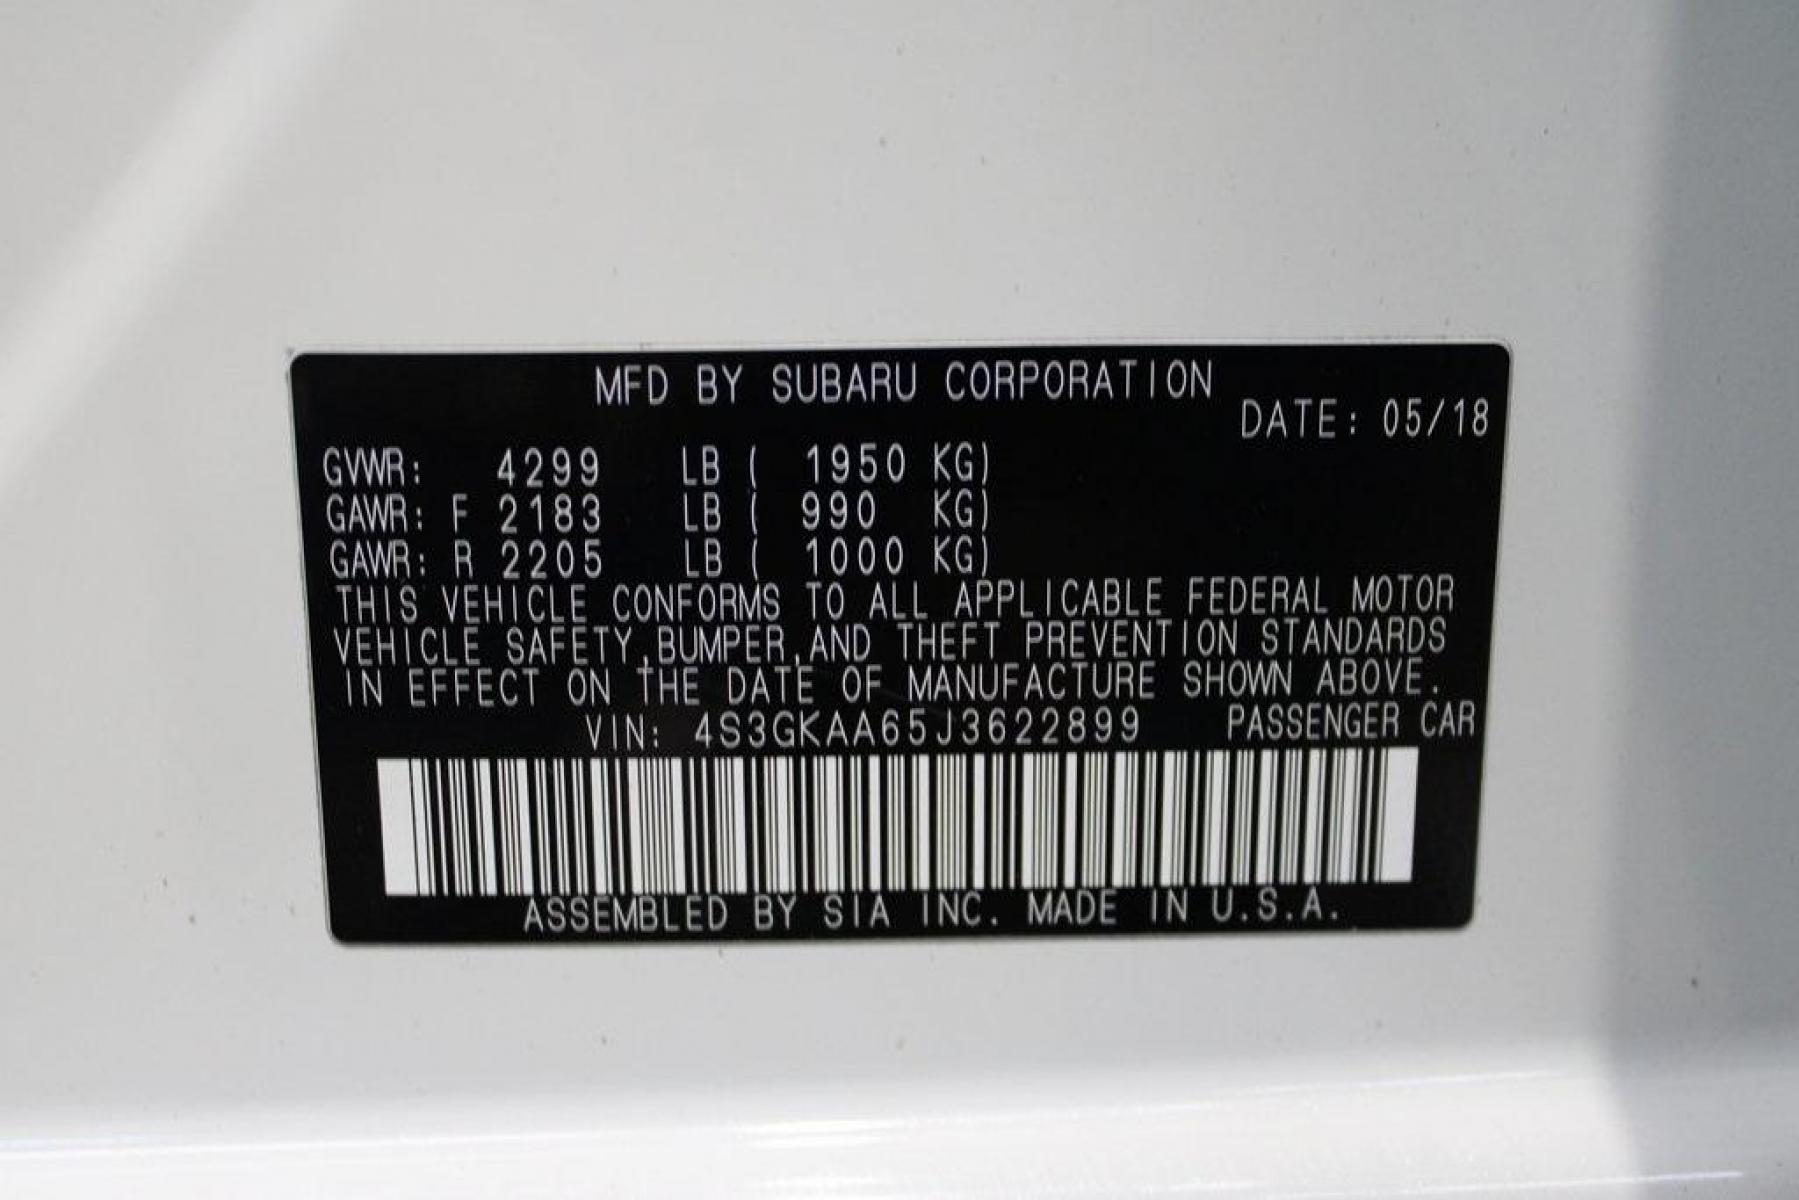 MFD BY SUBARU CORPORATION
DATE: 05/18
GVWR: 4299 LB ( 1950 KG)
GAWR: F 2183 LB ( 990 KG)
GAWR: R 2205 LB ( 1000 KG)
THIS VEHICLE CONFORMS TO ALL APPLICABLE FEDERAL MOTOR
VEHICLE SAFETY,BUMPER,AND THEFT PREVENTION STANDARDS
IN EFFECT ON THE DATE OF MANUFACTURE SHOWN ABOVE.
VIN: 4S3GKAA65J3622899 PASSENGER CAR
ASSEMBLED BY SIA INC. MADE IN U.S.A.